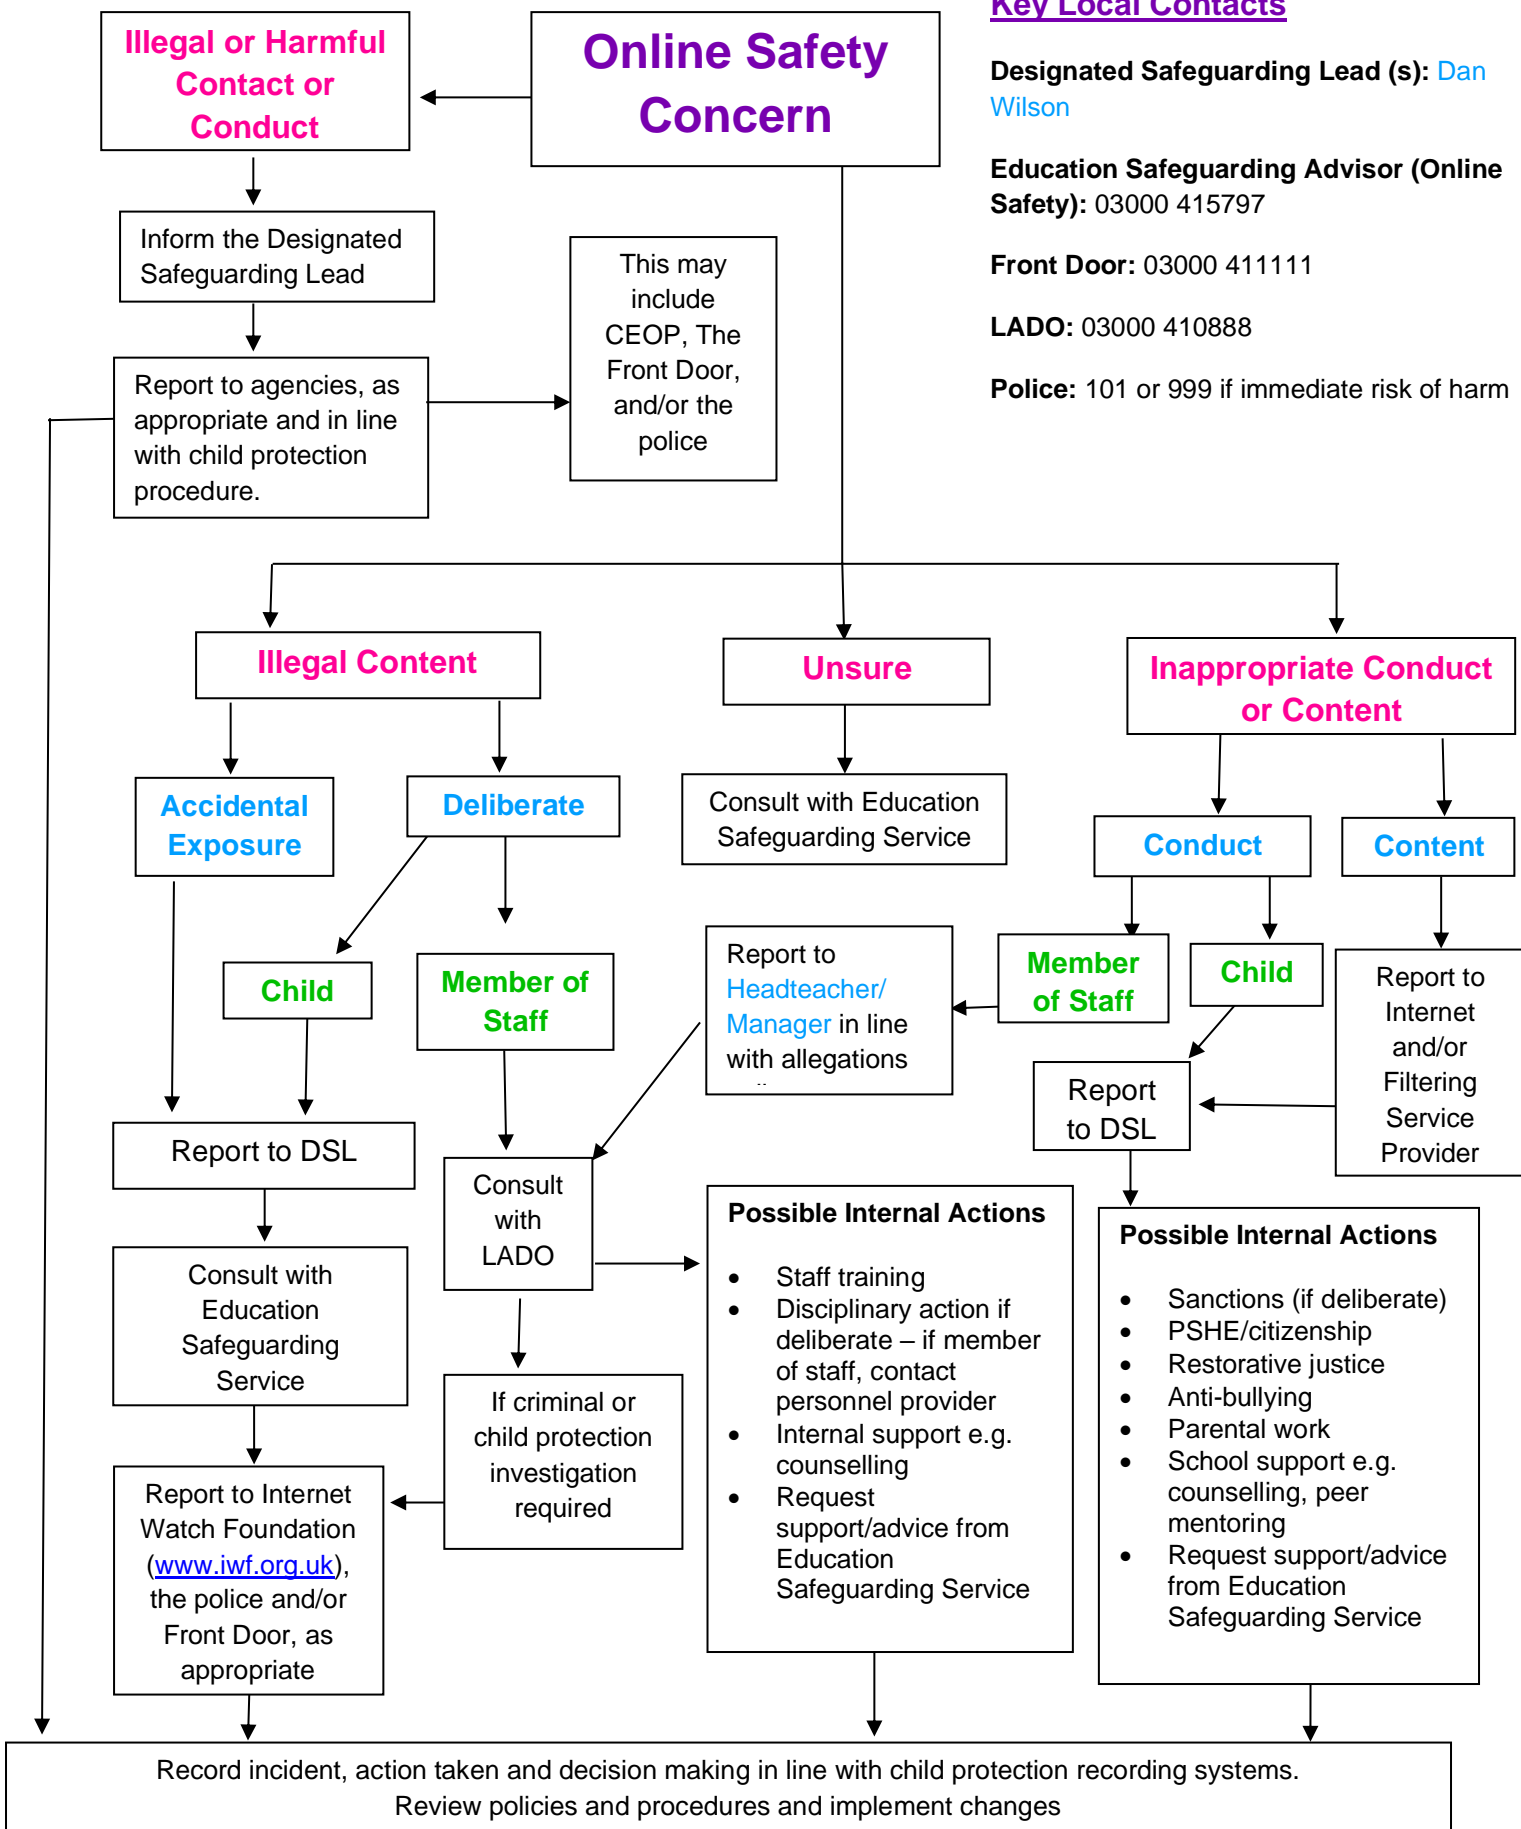 Key Local Contacts
Illegal or Harmful
Contact or
Conduct
Online Safety
Concern
Designated Safeguarding Lead (s): Dan
Wilson
Education Safeguarding Advisor (Online
Safety): 03000 415797
Front Door: 03000 411111
LADO: 03000 410888
Police: 101 or 999 if immediate risk of harm
Inform the Designated
Safeguarding Lead
This may
include
CEOP, The
Front Door,
and/or the
police
Report to agencies, as
appropriate and in line
with child protection
procedure.
Illegal Content
Unsure
Inappropriate Conduct
or Content
Accidental
Exposure
Deliberate
Consult with Education
Safeguarding Service
Conduct
Content
Child
Member of
Staff
Report to
Headteacher/
Manager in line
with allegations
Member
of Staff
Child
Report to
Internet
and/or
Filtering
Service
Provider
Report to DSL
Report
to DSL
Consult
with
LADO
Consult with
Education
Safeguarding
Service
If criminal or
child protection
investigation
required
Report to Internet
Watch Foundation
(www.iwf.org.uk),
the police and/or
Front Door, as
appropriate
Possible Internal Actions
• Staff training
• Disciplinary action if
deliberate – if member
of staff, contact
personnel provider
• Internal support e.g.
counselling
• Request
support/advice from
Education
Safeguarding Service
Possible Internal Actions
• Sanctions (if deliberate)
• PSHE/citizenship
• Restorative justice
• Anti-bullying
• Parental work
• School support e.g.
counselling, peer
mentoring
• Request support/advice
from Education
Safeguarding Service
Record incident, action taken and decision making in line with child protection recording systems.
Review policies and procedures and implement changes